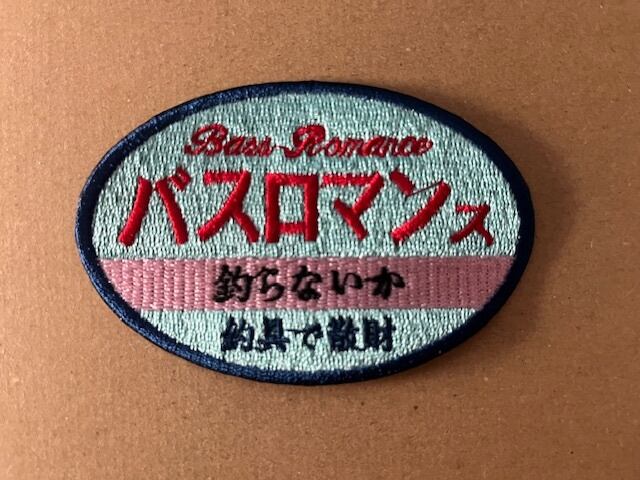 Bass Romance
バスロマンス
釣らないか
釣具で散財